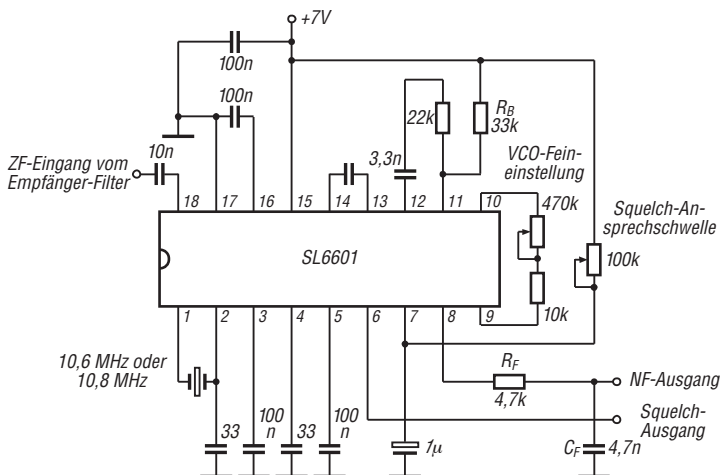 +7V
100n
100n
10n
ZF-Eingang vom
Empfänger-Filter
22k
R_B
33k
3,3n
VCO-Fein-
einstellung
470k
Squelch-An-
sprechschwelle
100k
10k
18 17 16 15 14 13 12 11 10
SL6601
1 2 3 4 5 6 7 8 9
10,6 MHz oder
10,8 MHz
33
100
n
33
100
n
1µ
R_F
4,7k
NF-Ausgang
Squelch-
Ausgang
C_F 4,7n